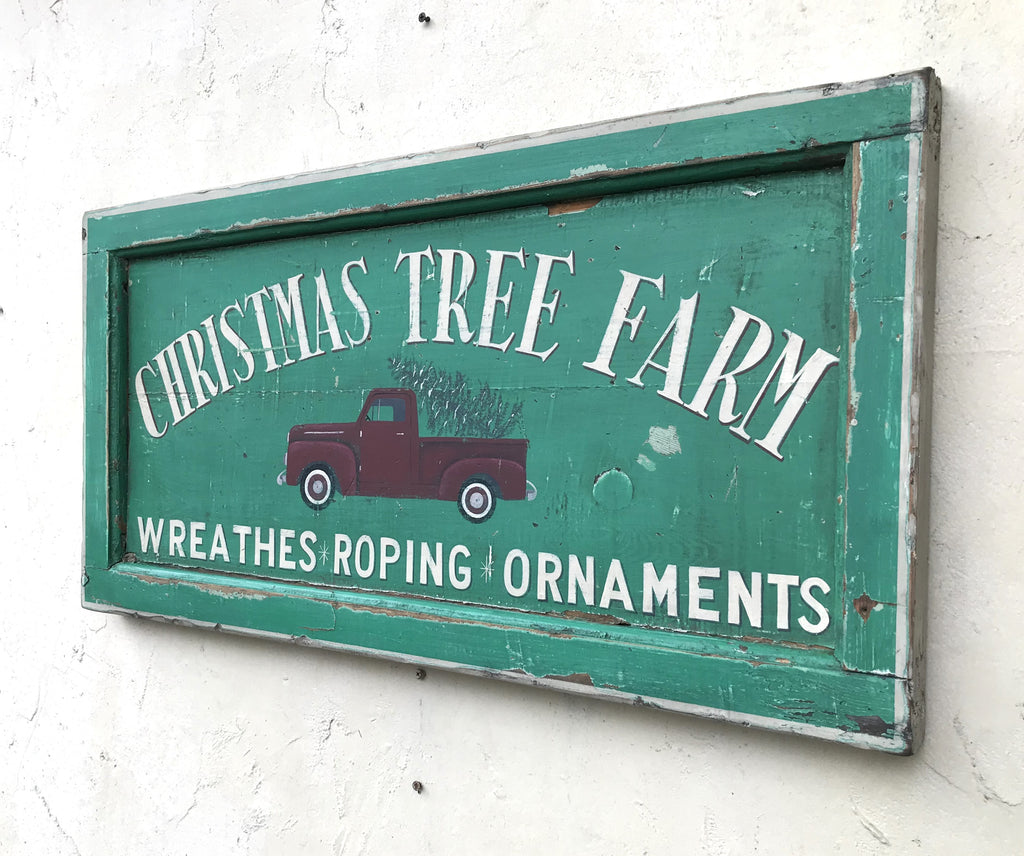 CHRISTMAS TREE FARM
WREATHES * ROPING * ORNAMENTS